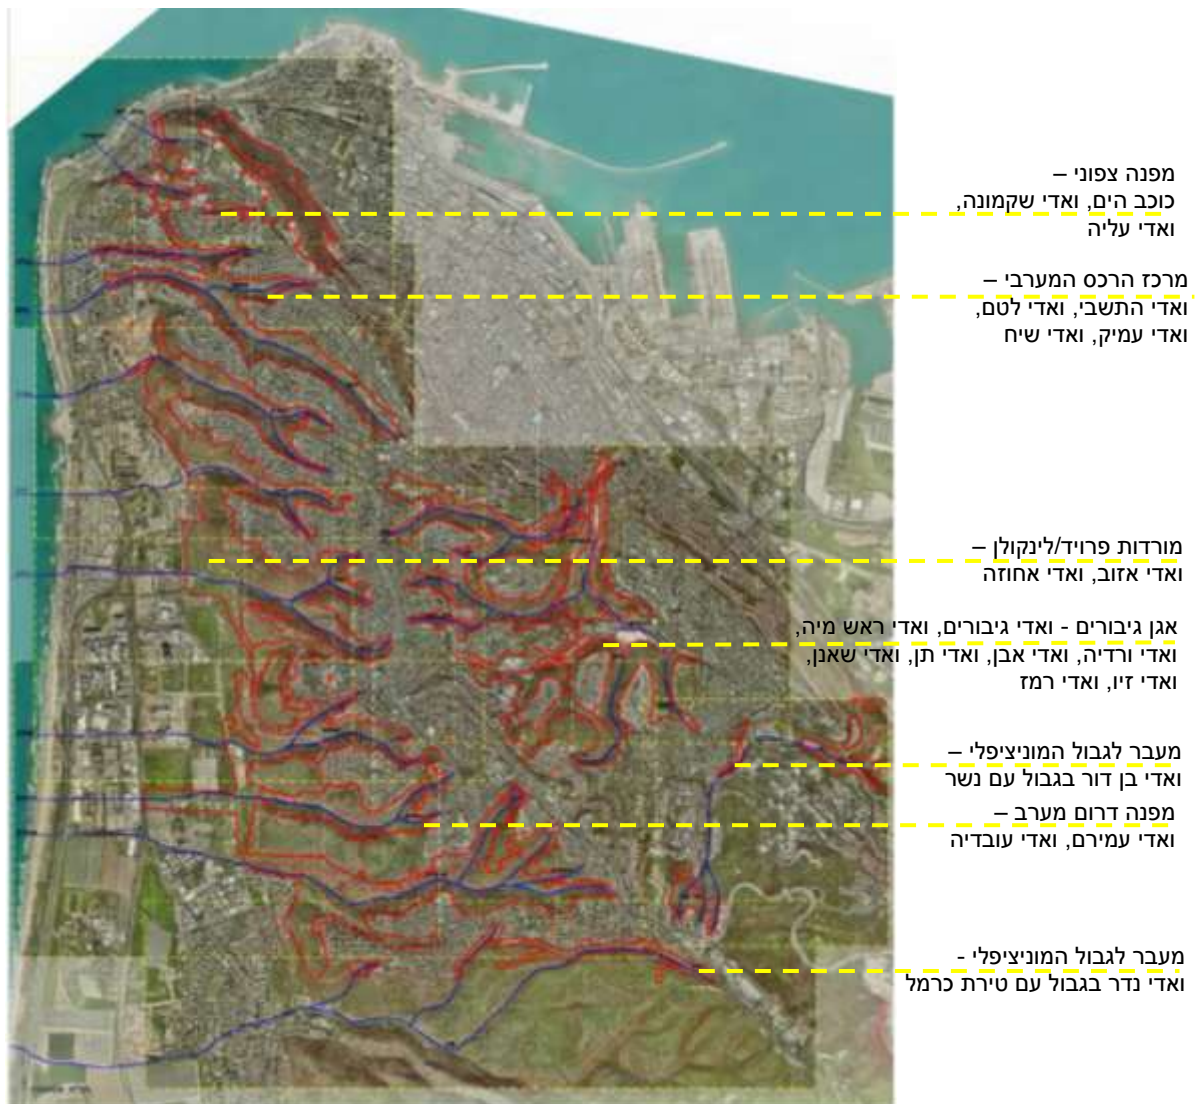 מפנה צפוני –
כוכב הים, ואדי שקמונה,
ואדי עליה
מרכז הרכס המערבי –
ואדי התשבי, ואדי לטם,
ואדי עמיק, ואדי שיח
מורדות פרויד/לינקולן –
ואדי אזוב, ואדי אחוזה
אגן גיבורים - ואדי גיבורים, ואדי ראש מיה,
ואדי ורדיה, ואדי אבן, ואדי תן, ואדי שאנן,
ואדי זיו, ואדי רמז
מעבר לגבול המוניציפלי –
ואדי בן דור בגבול עם נשר
מפנה דרום מערב –
ואדי עמירם, ואדי עובדיה
מעבר לגבול המוניציפלי -
ואדי נדר בגבול עם טירת כרמל